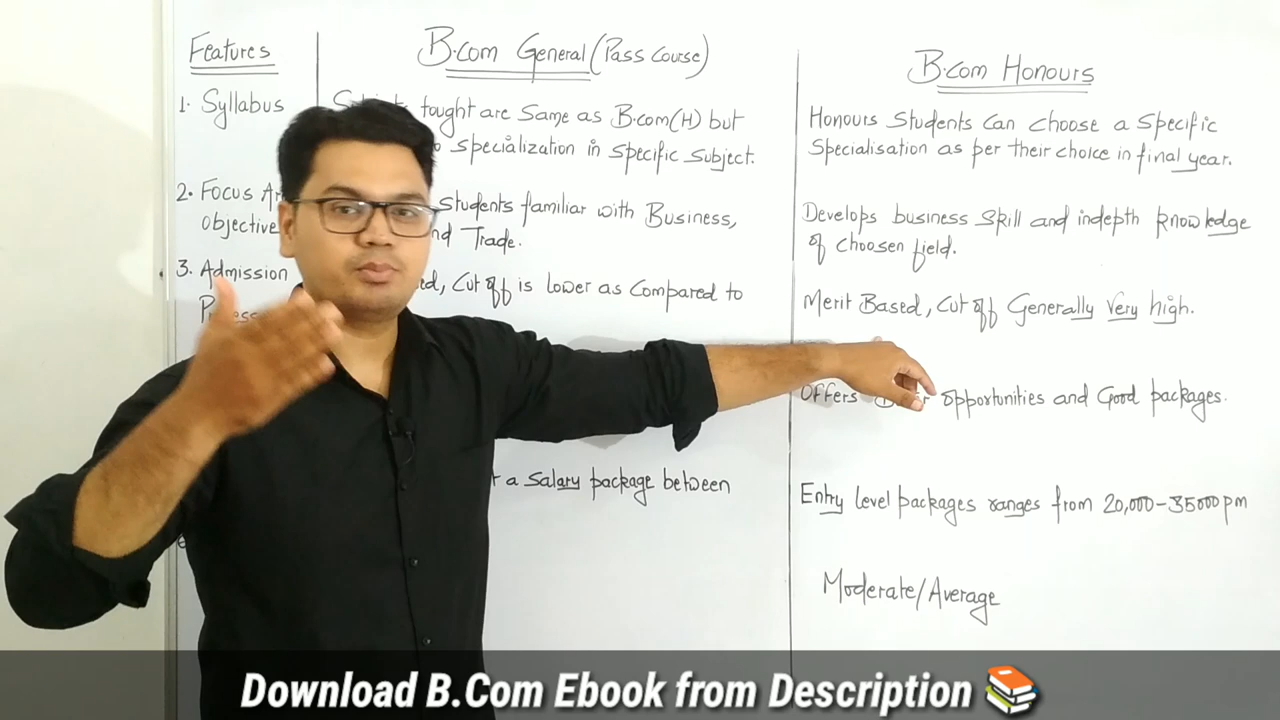 Features
B.com General (Pass Course)
B.com Honours
1. Syllabus
tought are Same as B.com(H) but
specialization in specific subject.
Honours Students Can choose a Specific
Specialisation as per their choice in final year.
2. Focus
objective
students familiar with Business,
Trade.
Develops business skill and indepth knowledge
of choosen field.
3. Admission
Cut off is lower as Compared to
Merit Based, Cut off Generally Very high.
Offers opportunities and Good packages.
a salary package between
Entry level packages ranges from 20,000-35000 pm
Moderate/Average
Download B.Com Ebook from Description